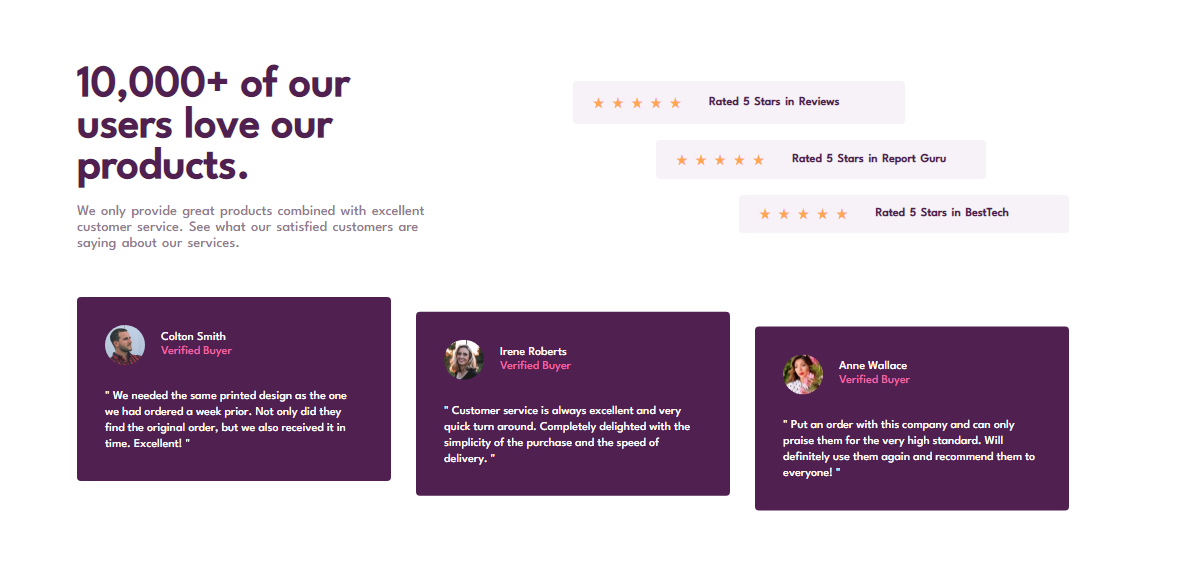 10,000+ of our
users love our
products.
We only provide great products combined with excellent
customer service. See what our satisfied customers are
saying about our services.
Rated 5 Stars in Reviews
Rated 5 Stars in Report Guru
Rated 5 Stars in BestTech
Colton Smith
Verified Buyer
" We needed the same printed design as the one
we had ordered a week prior. Not only did they
find the original order, but we also received it in
time. Excellent! "
Irene Roberts
Verified Buyer
" Customer service is always excellent and very
quick turn around. Completely delighted with the
simplicity of the purchase and the speed of
delivery. "
Anne Wallace
Verified Buyer
" Put an order with this company and can only
praise them for the very high standard. Will
definitely use them again and recommend them to
everyone! "